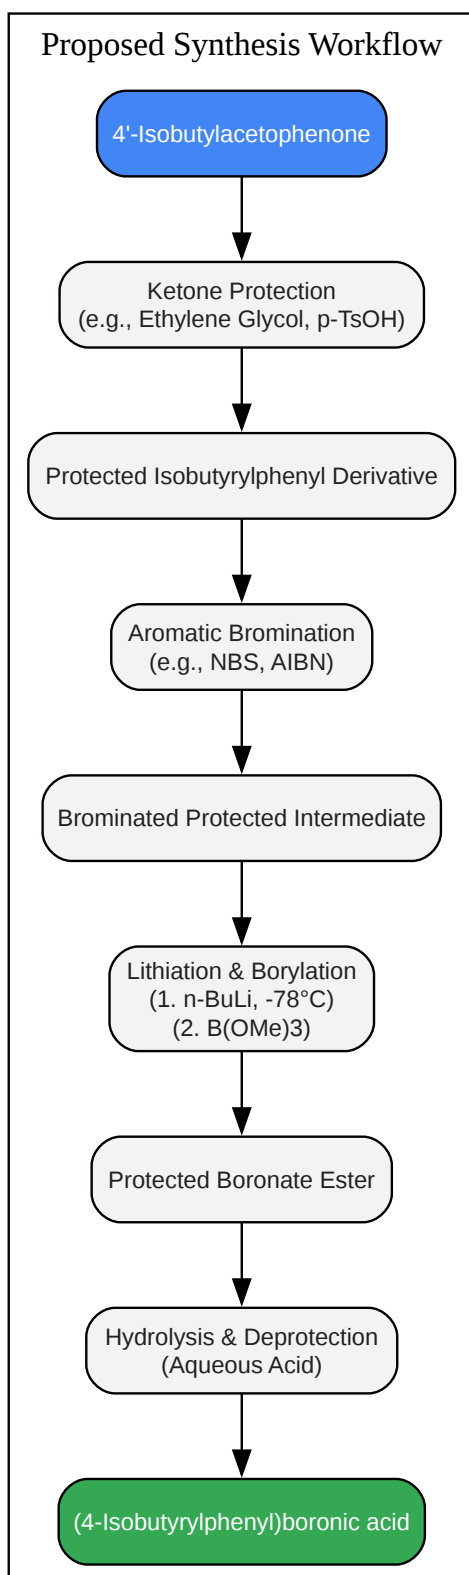 Proposed Synthesis Workflow
4'-Isobutylacetophenone
Ketone Protection
(e.g., Ethylene Glycol, p-TsOH)
Protected Isobutyrylphenyl Derivative
Aromatic Bromination
(e.g., NBS, AIBN)
Brominated Protected Intermediate
Lithiation & Borylation
(1. n-BuLi, -78°C)
(2. B(OMe)3)
Protected Boronate Ester
Hydrolysis & Deprotection
(Aqueous Acid)
(4-Isobutyrylphenyl)boronic acid